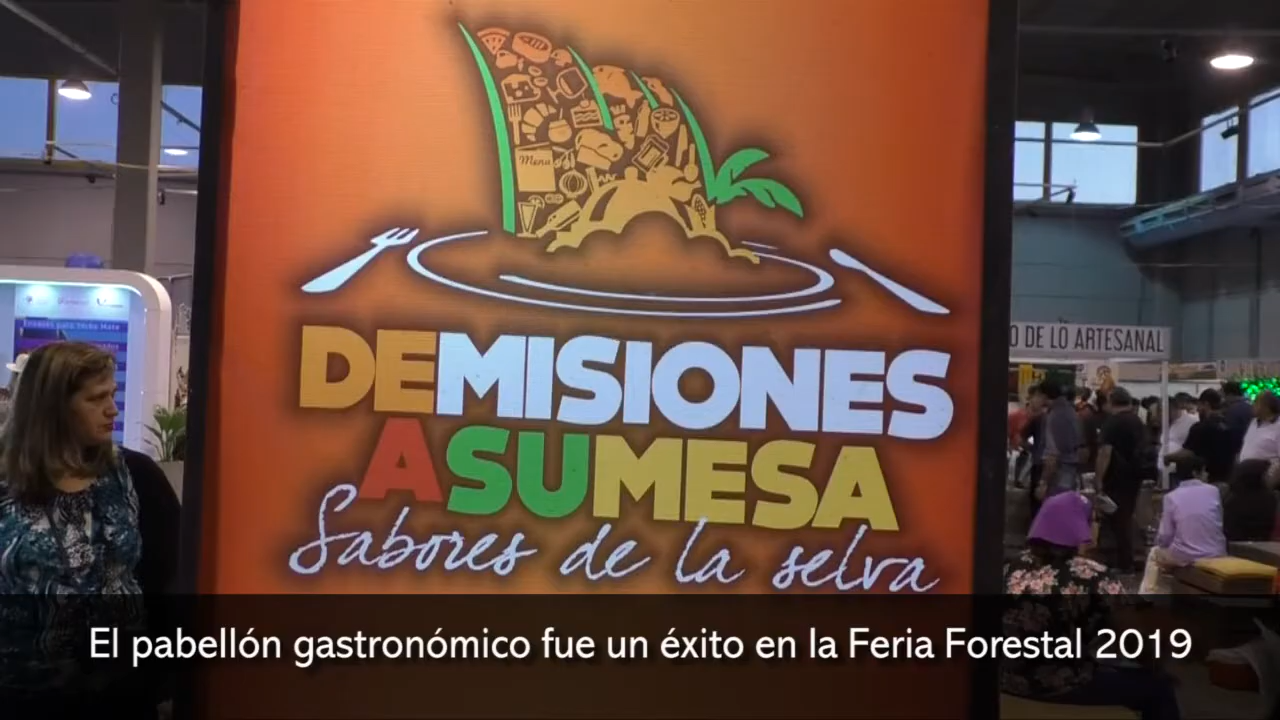 Menu
DEMISIONES
ASUMESA
Sabores de la selva
O DE LO ARTESANAL
El pabellón gastronómico fue un éxito en la Feria Forestal 2019